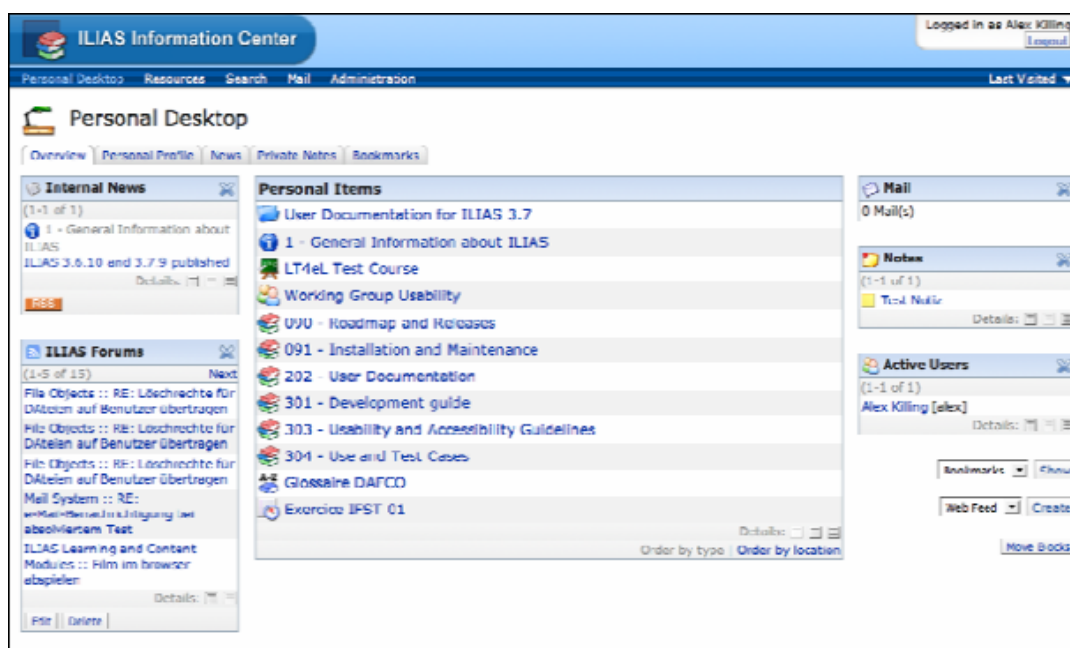 ILIAS Information Center
Logged in as Alex Killing
Logout
Personal Desktop Resources Search Mail Administration
Last Visited
Personal Desktop
Overview Personal Profile News Private Notes Bookmarks
Internal News
(1-1 of 1)
1 - General Information about
ILIAS
ILIAS 3.6.10 and 3.7.9 published
Details:
RSS
ILIAS Forums
(1-5 of 15) Next
File Objects :: RE: Löschrechte für
DAteien auf Benutzer übertragen
File Objects :: RE: Löschrechte für
DAteien auf Benutzer übertragen
File Objects :: RE: Löschrechte für
DAteien auf Benutzer übertragen
Mail System :: RE:
e-Mail-Benachrichtigung bei
absolviertem Test
ILIAS Learning and Content
Modules :: Film im browser
abspielen
Details:
Edit Delete
Personal Items
User Documentation for ILIAS 3.7
1 - General Information about ILIAS
LT4eL Test Course
Working Group Usability
090 - Roadmap and Releases
091 - Installation and Maintenance
202 - User Documentation
301 - Development guide
303 - Usability and Accessibility Guidelines
304 - Use and Test Cases
A-Z Glossaire DAFCO
Exercice IFST 01
Details:
Order by type | Order by location
Mail
0 Mail(s)
Notes
(1-1 of 1)
Test Notiz
Details:
Active Users
(1-1 of 1)
Alex Killing [alex]
Details:
Bookmarks Show
Web Feed Create
Move Blocks